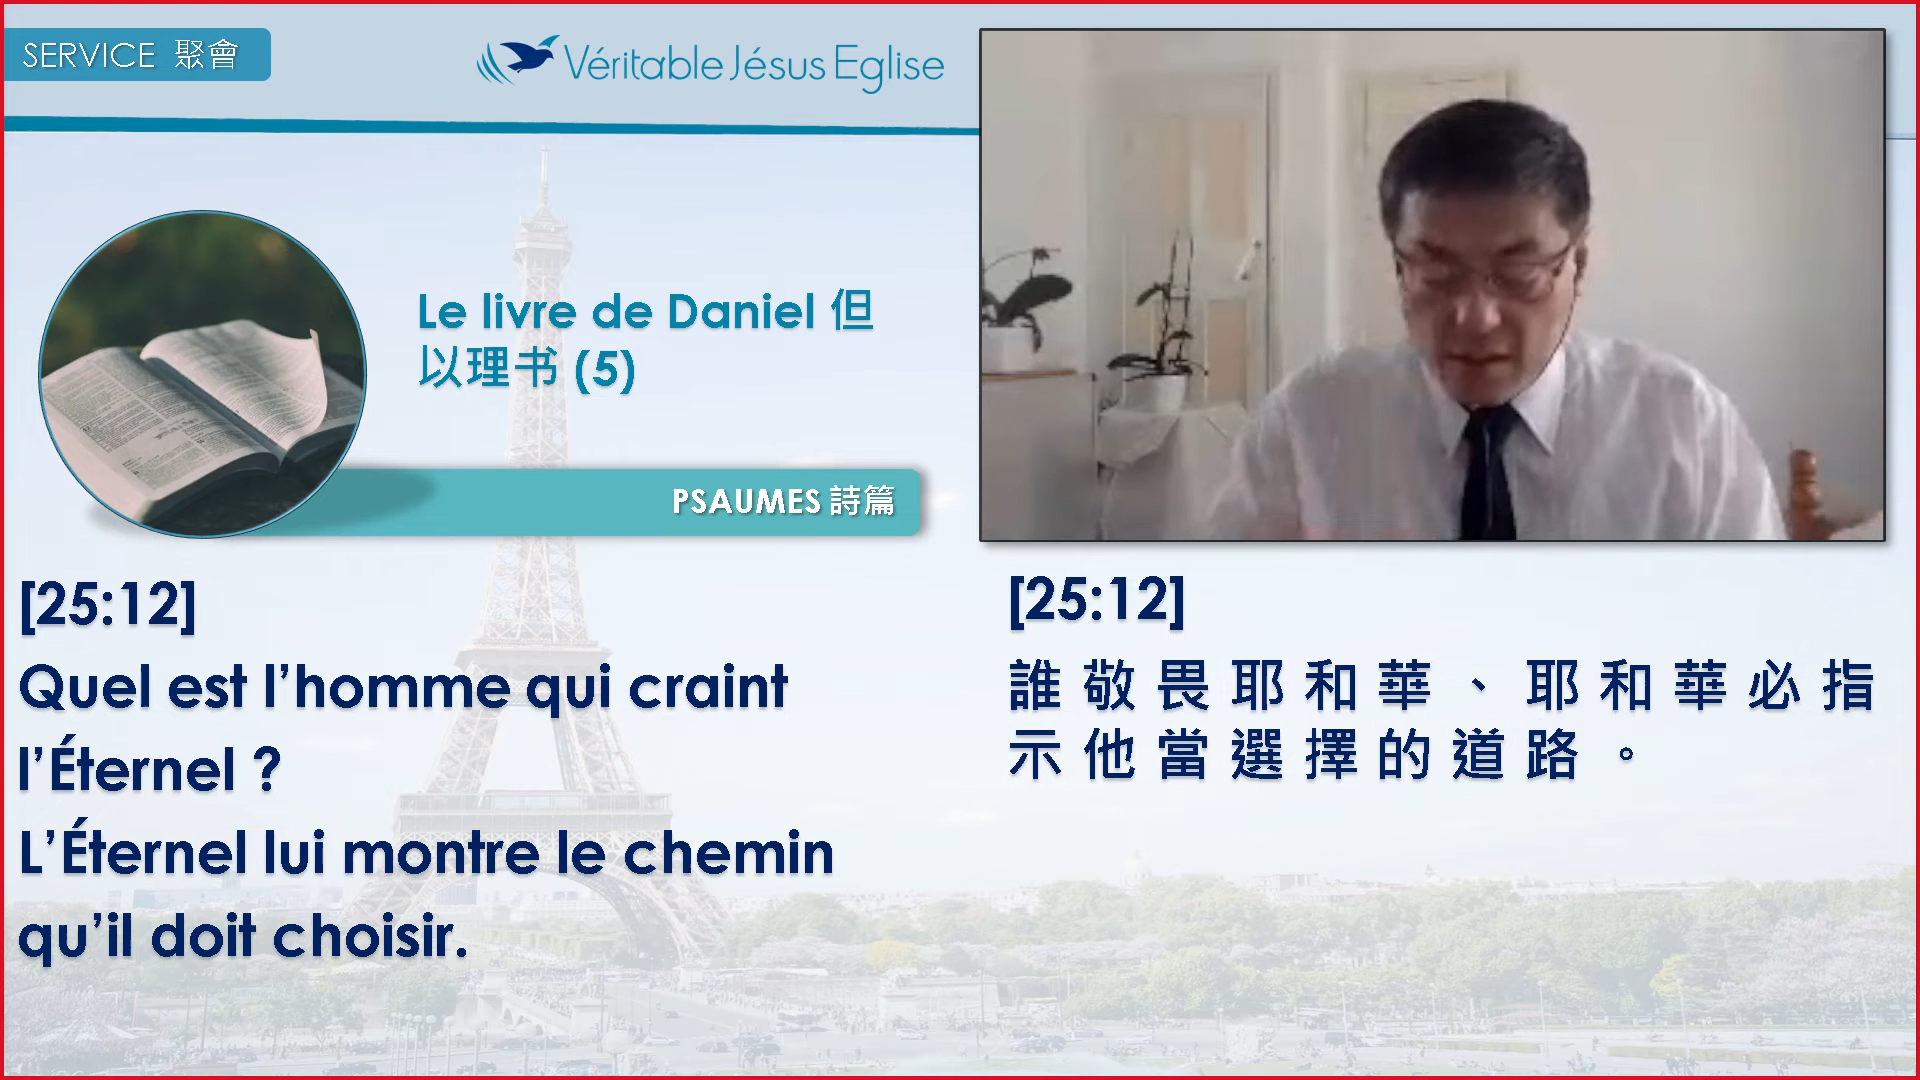 SERVICE 聚會
Véritable Jésus Eglise
Le livre de Daniel 但
以理书 (5)
PSAUMES 詩篇
[25:12]
Quel est l’homme qui craint
l’Éternel ?
L’Éternel lui montre le chemin
qu’il doit choisir.
[25:12]
誰 敬 畏 耶 和 華 、 耶 和 華 必 指
示 他 當 選 擇 的 道 路 。